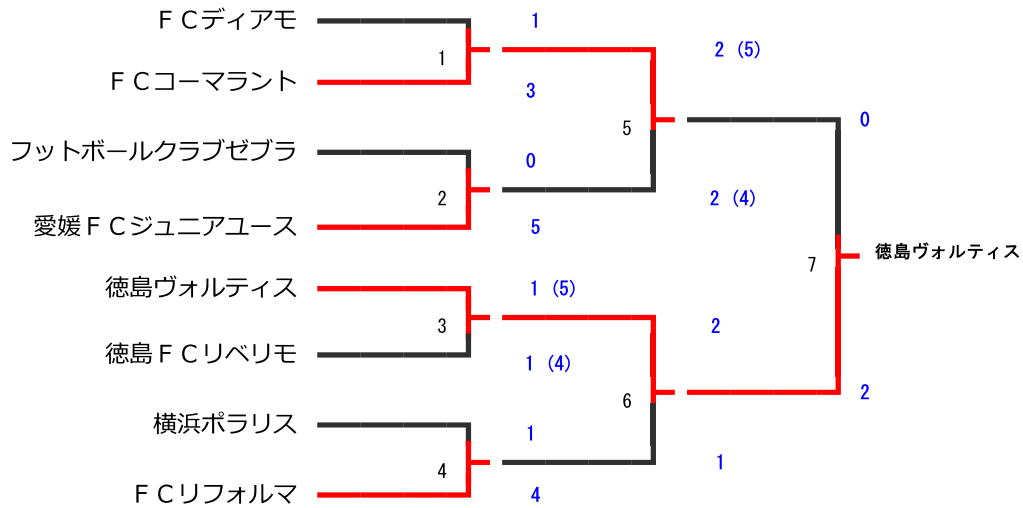 ＦＣディアモ
1
1
ＦＣコーマラント
3
2 (5)
フットボールクラブゼブラ
0
2
愛媛ＦＣジュニアユース
5
5
2 (4)
0
徳島ヴォルティス
1 (5)
3
徳島ＦＣリベリモ
1 (4)
2
横浜ポラリス
1
4
ＦＣリフォルマ
4
6
1
7
2
徳島ヴォルティス